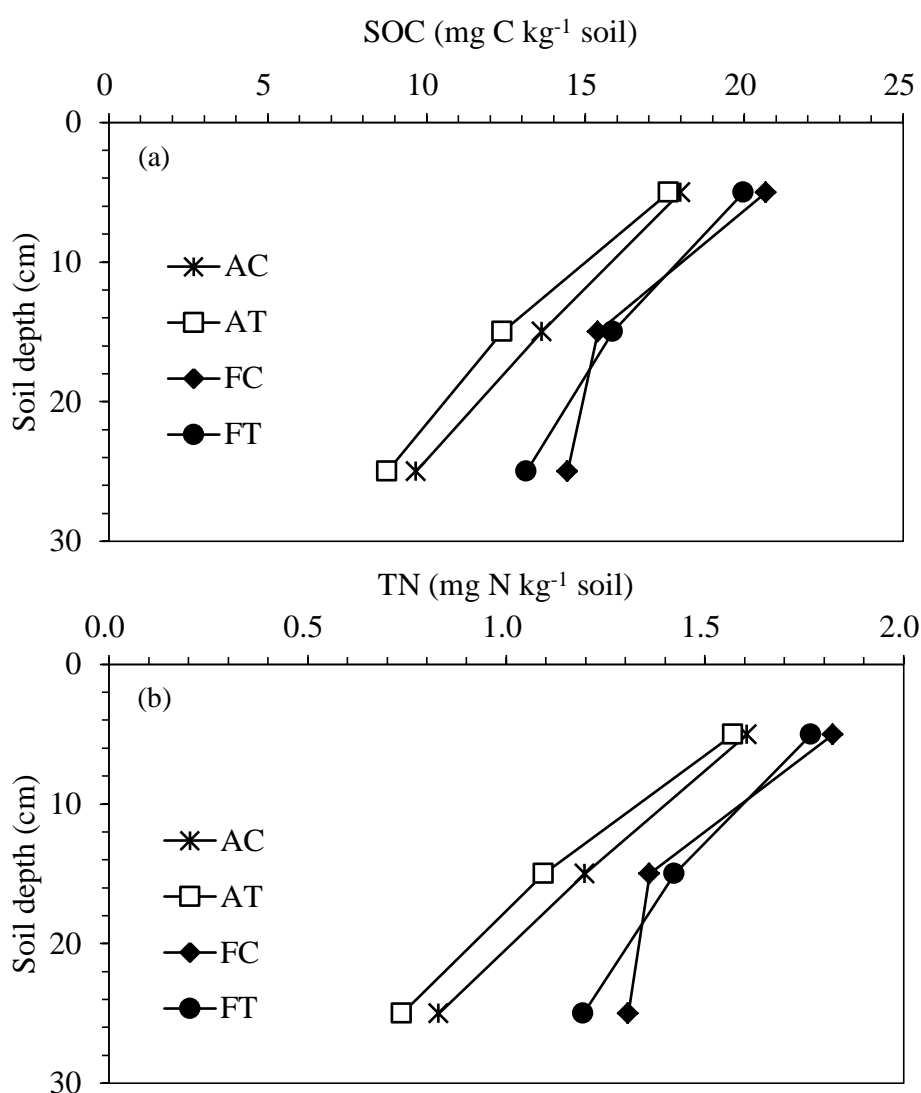 SOC (mg C kg-1 soil)
0 5 10 15 20 25
0
(a)
10
20
30
Soil depth (cm)
AC
AT
FC
FT
TN (mg N kg-1 soil)
0.0 0.5 1.0 1.5 2.0
0
(b)
10
20
30
Soil depth (cm)
AC
AT
FC
FT